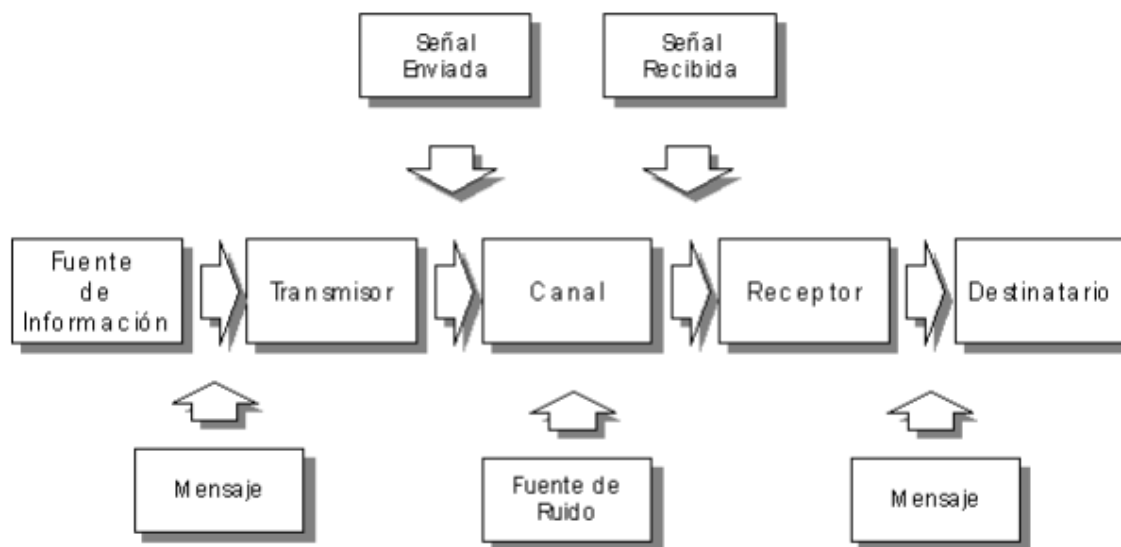 Señal
Enviada
Señal
Recibida
Fuente
de
Información
Transmisor
Canal
Receptor
Destinatario
Mensaje
Fuente de
Ruido
Mensaje